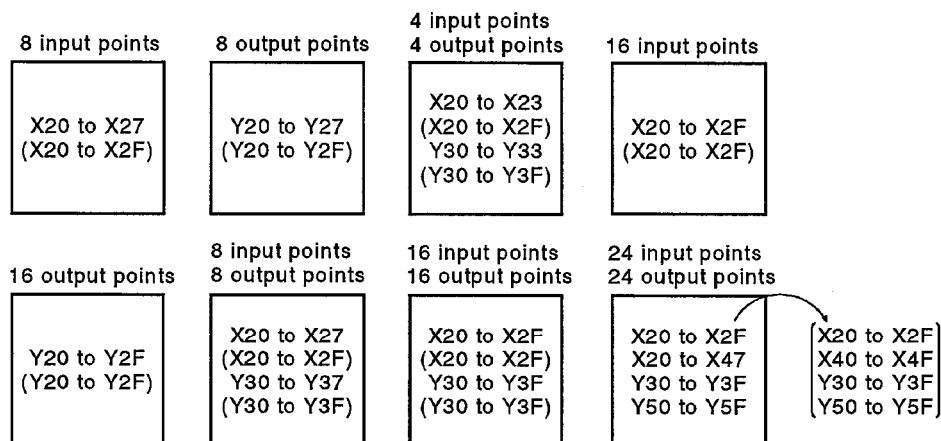 8 input points
X20 to X27
(X20 to X2F)
8 output points
Y20 to Y27
(Y20 to Y2F)
4 input points
4 output points
X20 to X23
(X20 to X2F)
Y30 to Y33
(Y30 to Y3F)
16 input points
X20 to X2F
(X20 to X2F)
16 output points
Y20 to Y2F
(Y20 to Y2F)
8 input points
8 output points
X20 to X27
(X20 to X2F)
Y30 to Y37
(Y30 to Y3F)
16 input points
16 output points
X20 to X2F
(X20 to X2F)
Y30 to Y3F
(Y30 to Y3F)
24 input points
24 output points
X20 to X2F
X20 to X47
Y30 to Y3F
Y50 to Y5F
X20 to X2F
X40 to X4F
Y30 to Y3F
Y50 to Y5F